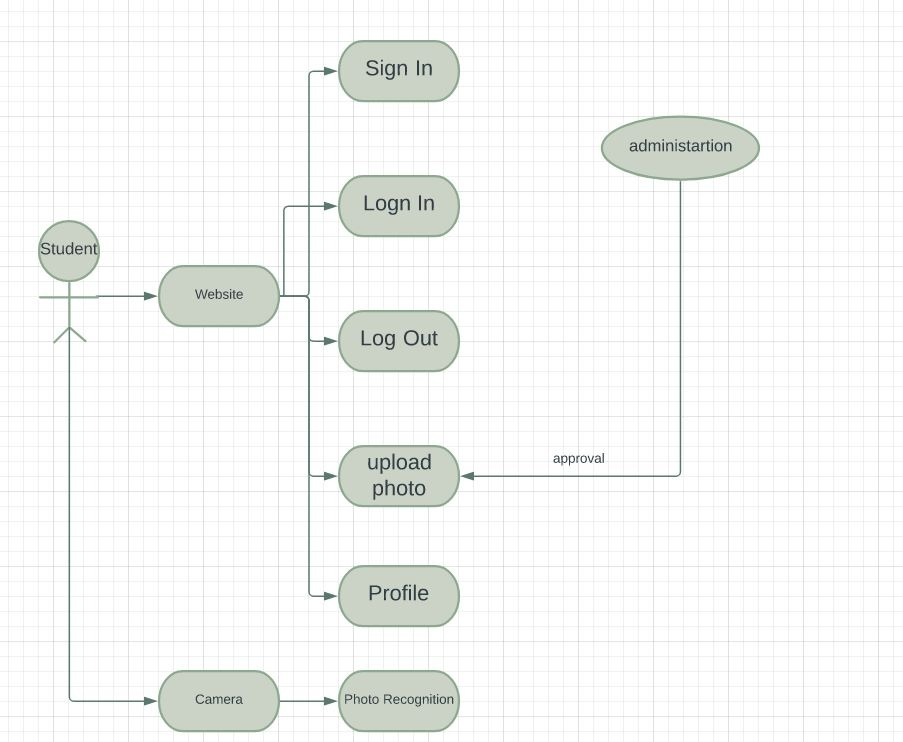 Sign In
administartion
Logn In
Student
Website
Log Out
upload
photo
approval
Profile
Camera
Photo Recognition